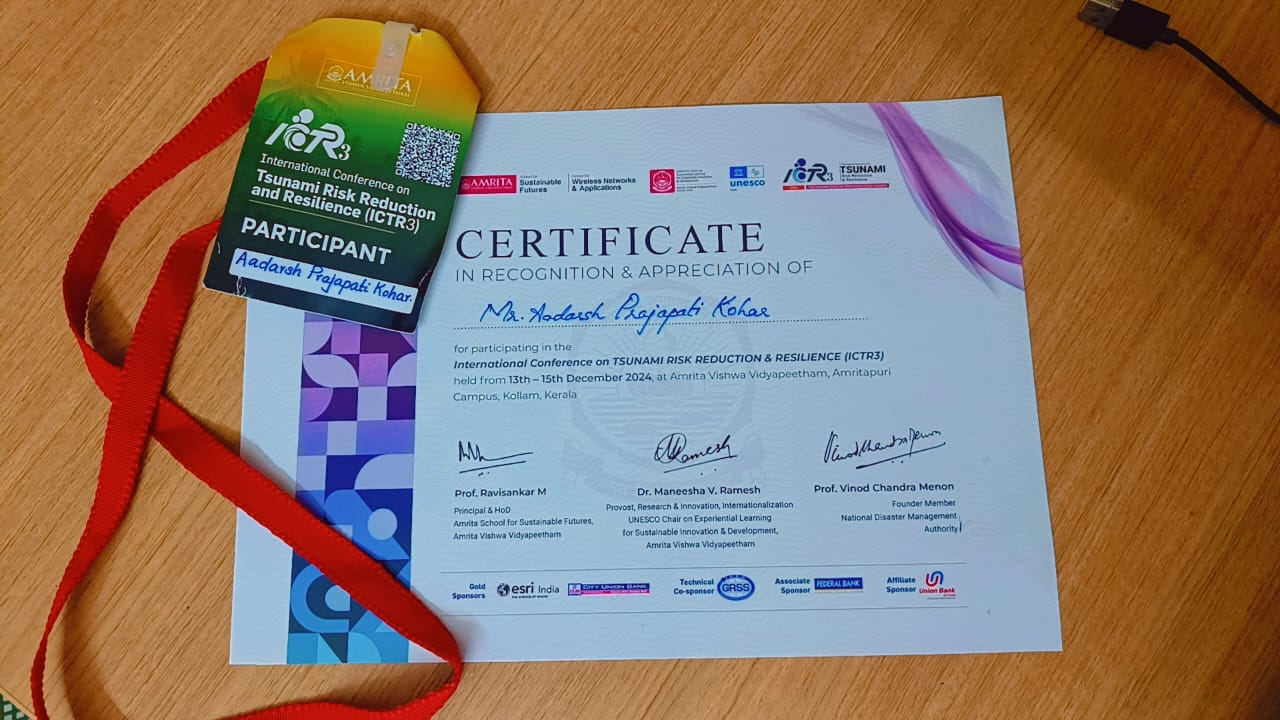 AMRITA
VISHWA VIDYAPEETHAM
ICTR3
International Conference on
Tsunami Risk Reduction
and Resilience (ICTR3)
PARTICIPANT
Aadarsh Prajapati Kohar.
AMRITA
School for
Sustainable
Futures
Center for
Wireless Networks
& Applications
unesco
ICTR3
TSUNAMI
Risk Reduction
& Resilience
CERTIFICATE
IN RECOGNITION & APPRECIATION OF
Mr. Aadarsh Prajapati Kohar
for participating in the
International Conference on TSUNAMI RISK REDUCTION & RESILIENCE (ICTR3)
held from 13th – 15th December 2024, at Amrita Vishwa Vidyapeetham, Amritapuri
Campus, Kollam, Kerala
Prof. Ravisankar M
Principal & HoD
Amrita School for Sustainable Futures,
Amrita Vishwa Vidyapeetham
Dr. Maneesha V. Ramesh
Provost, Research & Innovation, Internationalization
UNESCO Chair on Experiential Learning
for Sustainable Innovation & Development,
Amrita Vishwa Vidyapeetham
Prof. Vinod Chandra Menon
Founder Member
National Disaster Management
Authority
Gold
Sponsors
esri India
CITY UNION BANK
Technical
Co-sponsor
GRSS
Associate
Sponsor
FEDERAL BANK
Affiliate
Sponsor
Union Bank